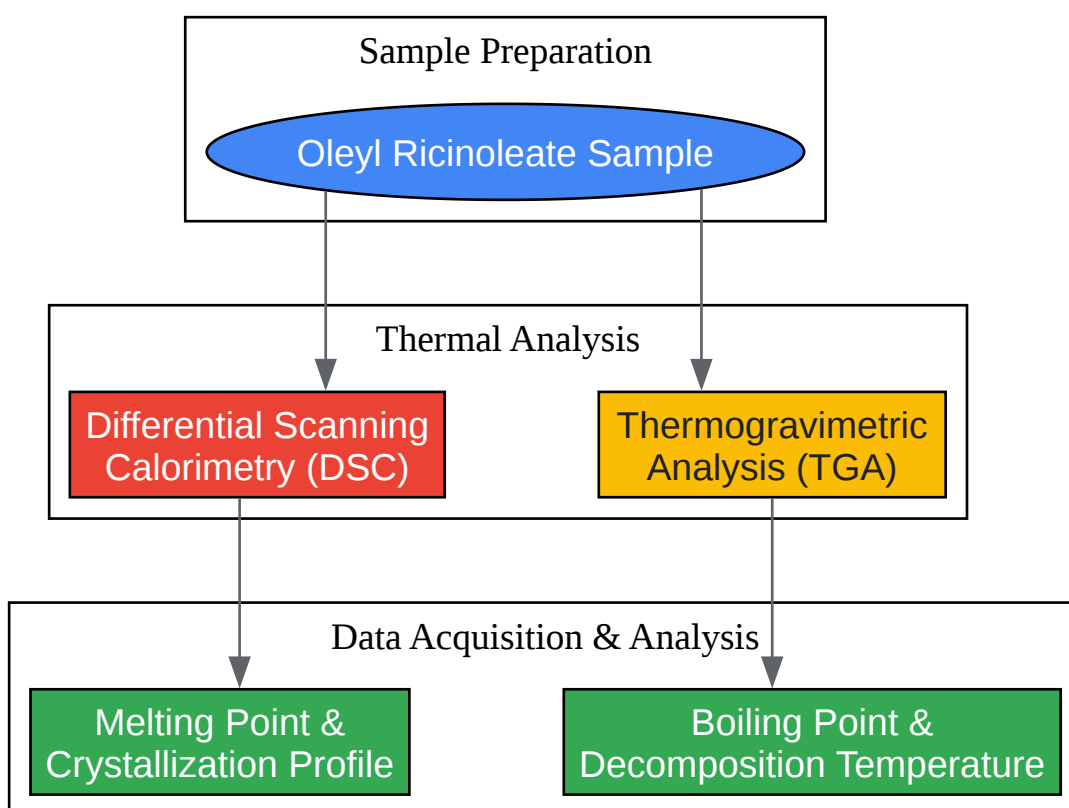 Sample Preparation
Oleyl Ricinoleate Sample
Thermal Analysis
Differential Scanning
Calorimetry (DSC)
Thermogravimetric
Analysis (TGA)
Data Acquisition & Analysis
Melting Point &
Crystallization Profile
Boiling Point &
Decomposition Temperature